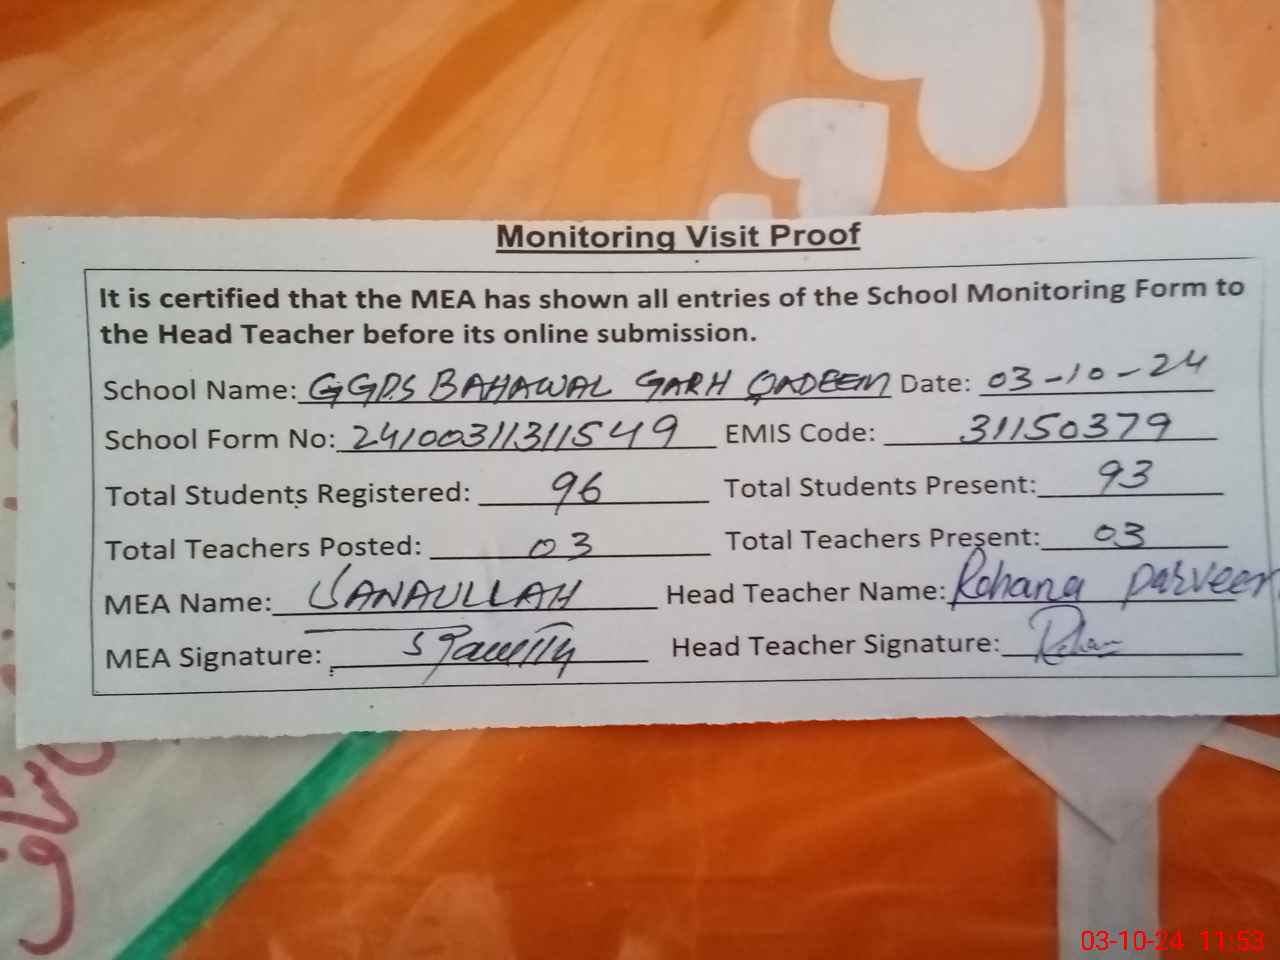 Monitoring Visit Proof
It is certified that the MEA has shown all entries of the School Monitoring Form to
the Head Teacher before its online submission.
School Name: GGPS BAHAWAL GARH QADEEM Date: 03-10-24
School Form No: 2410031131154 9 EMIS Code: 31150379
Total Students Registered: 96 Total Students Present: 93
Total Teachers Posted: 03 Total Teachers Present: 03
MEA Name: SANAULLAH Head Teacher Name: Rohana Parveen
MEA Signature: Head Teacher Signature:
03-10-24 11:53